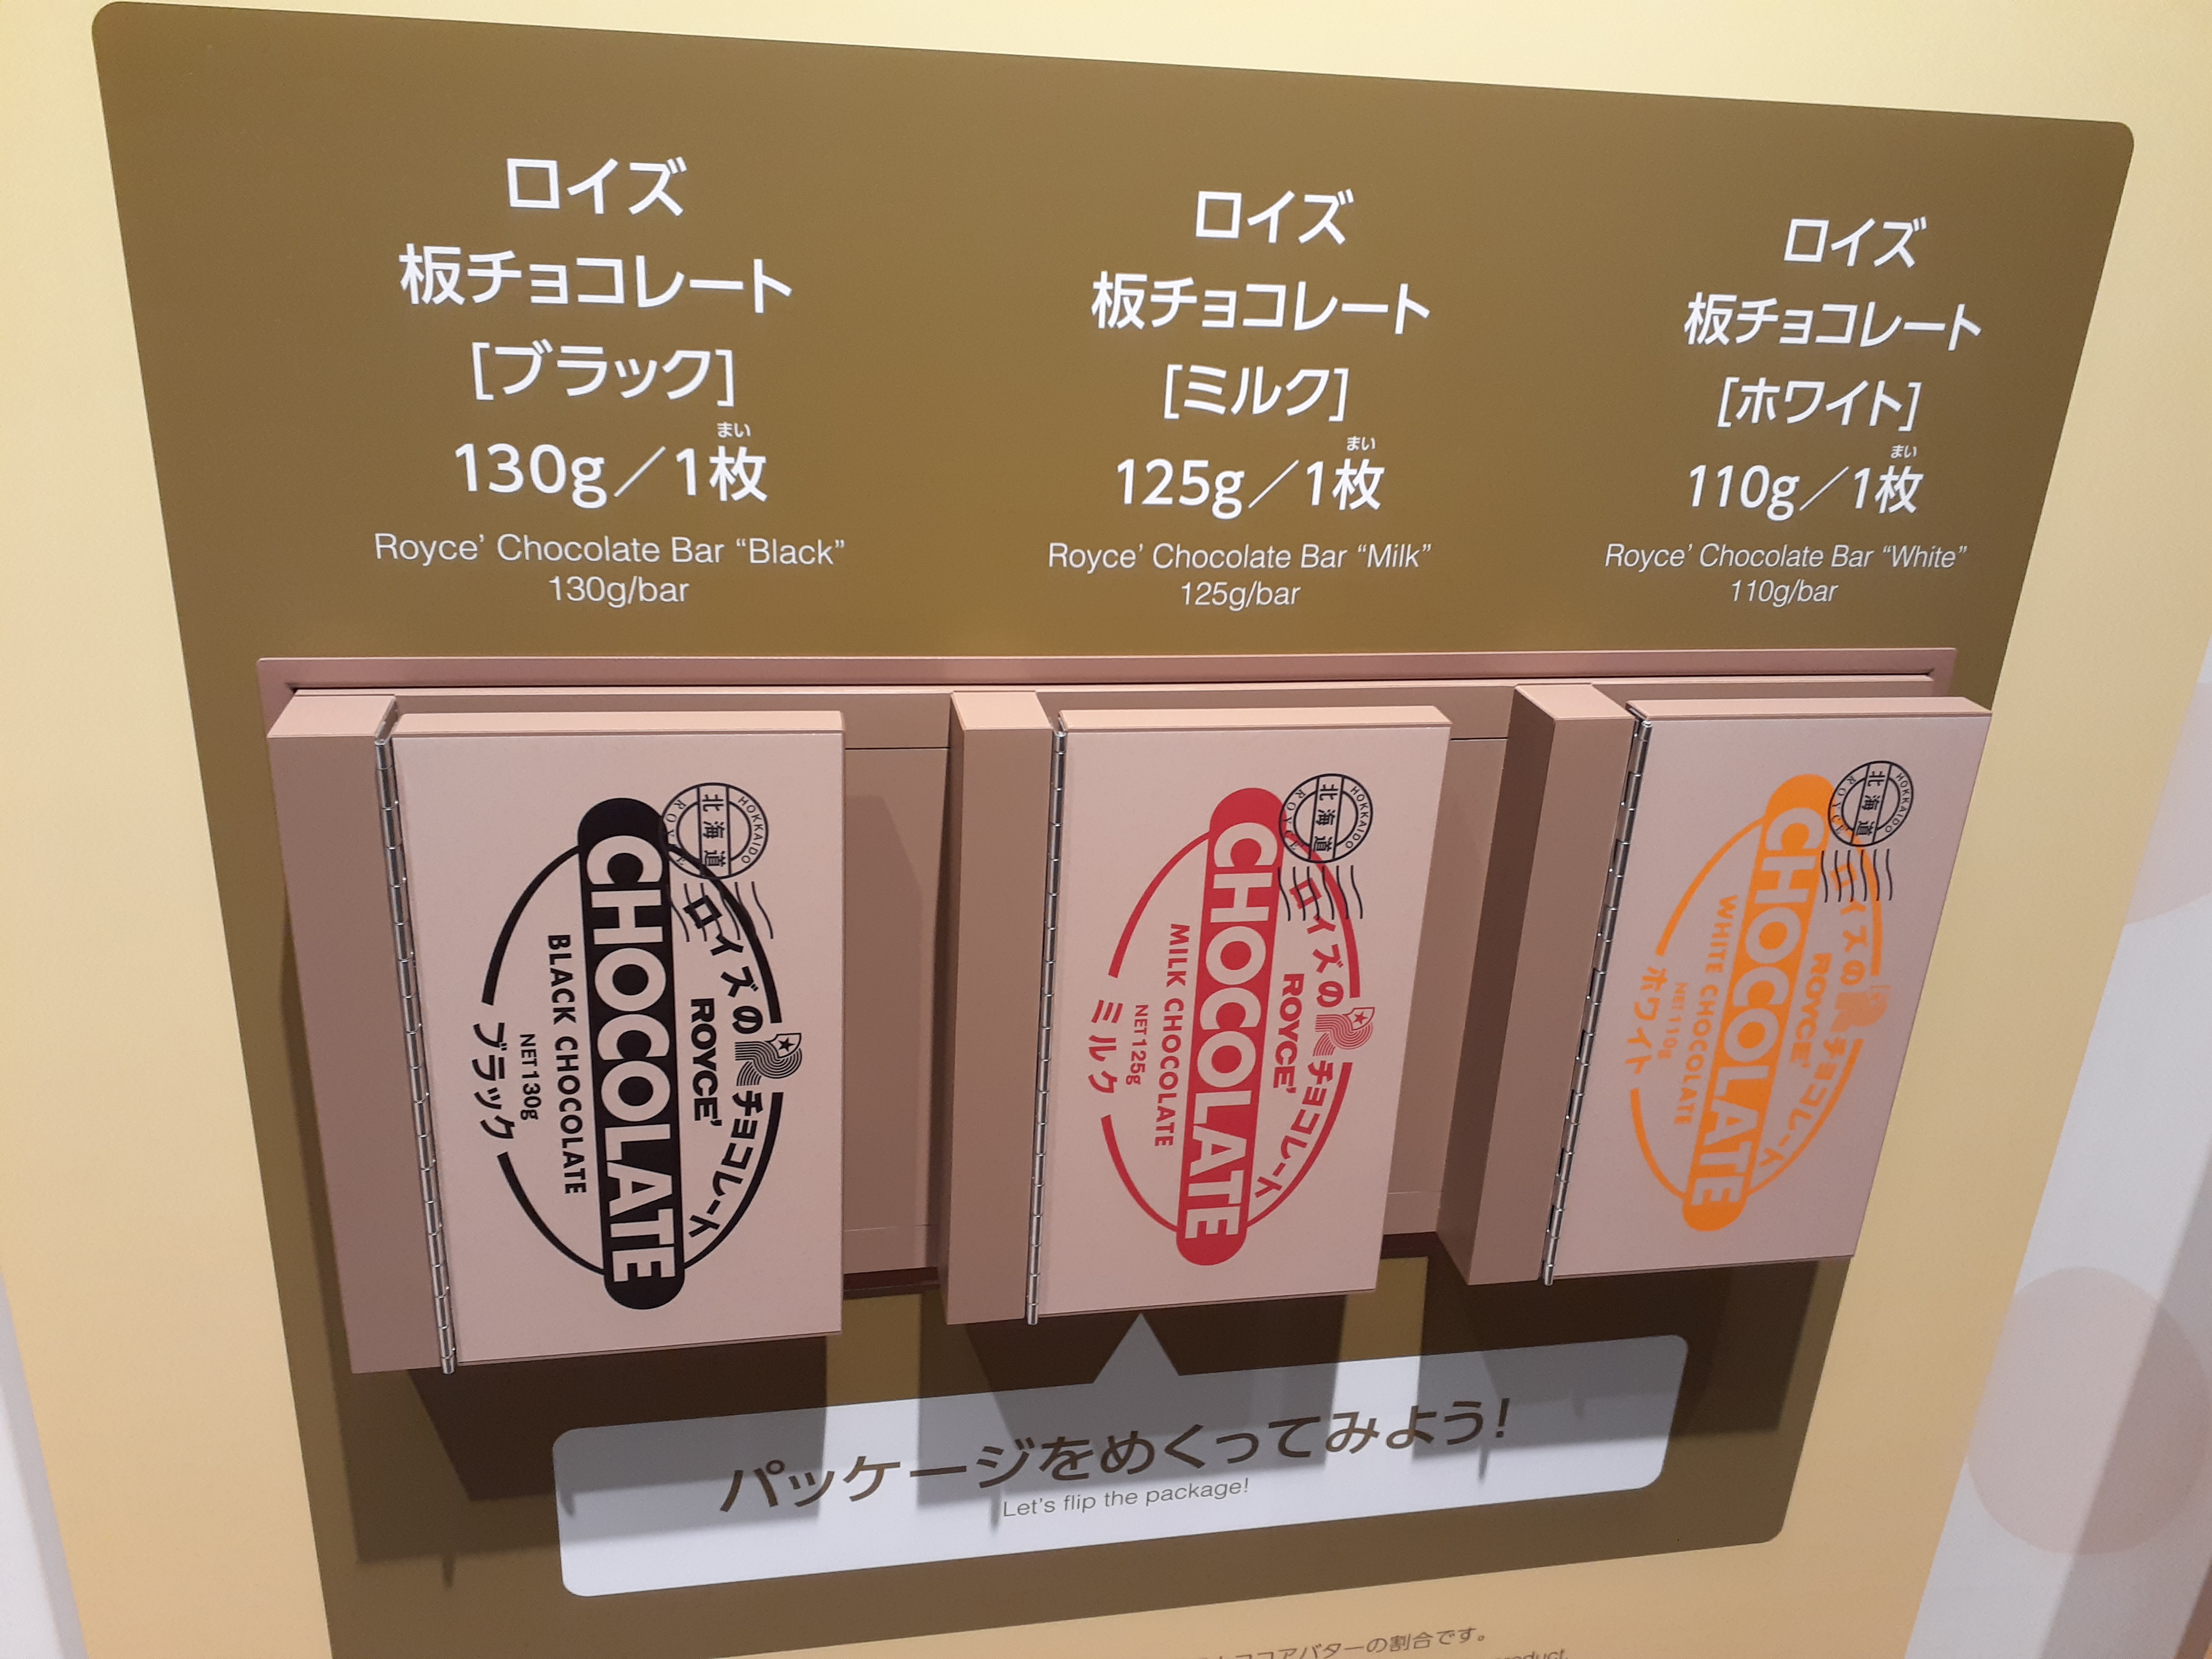 ロイズ
板チョコレート
[ブラック]
まい
130g／1枚
Royce’ Chocolate Bar “Black”
130g/bar
ロイズ
板チョコレート
[ミルク]
まい
125g／1枚
Royce’ Chocolate Bar “Milk”
125g/bar
ロイズ
板チョコレート
[ホワイト]
まい
110g／1枚
Royce’ Chocolate Bar “White”
110g/bar
HOKKAIDO
北海道
ROYCE'
ロイズのチョコレート
ROYCE'
CHOCOLATE
BLACK CHOCOLATE
NET130g
ブラック
HOKKAIDO
北海道
ROYCE'
ロイズのチョコレート
ROYCE'
CHOCOLATE
MILK CHOCOLATE
NET125g
ミルク
HOKKAIDO
北海道
ROYCE'
ロイズのチョコレート
ROYCE'
CHOCOLATE
WHITE CHOCOLATE
NET110g
ホワイト
パッケージをめくってみよう!
Let's flip the package!
ココアバターの割合です。
product.